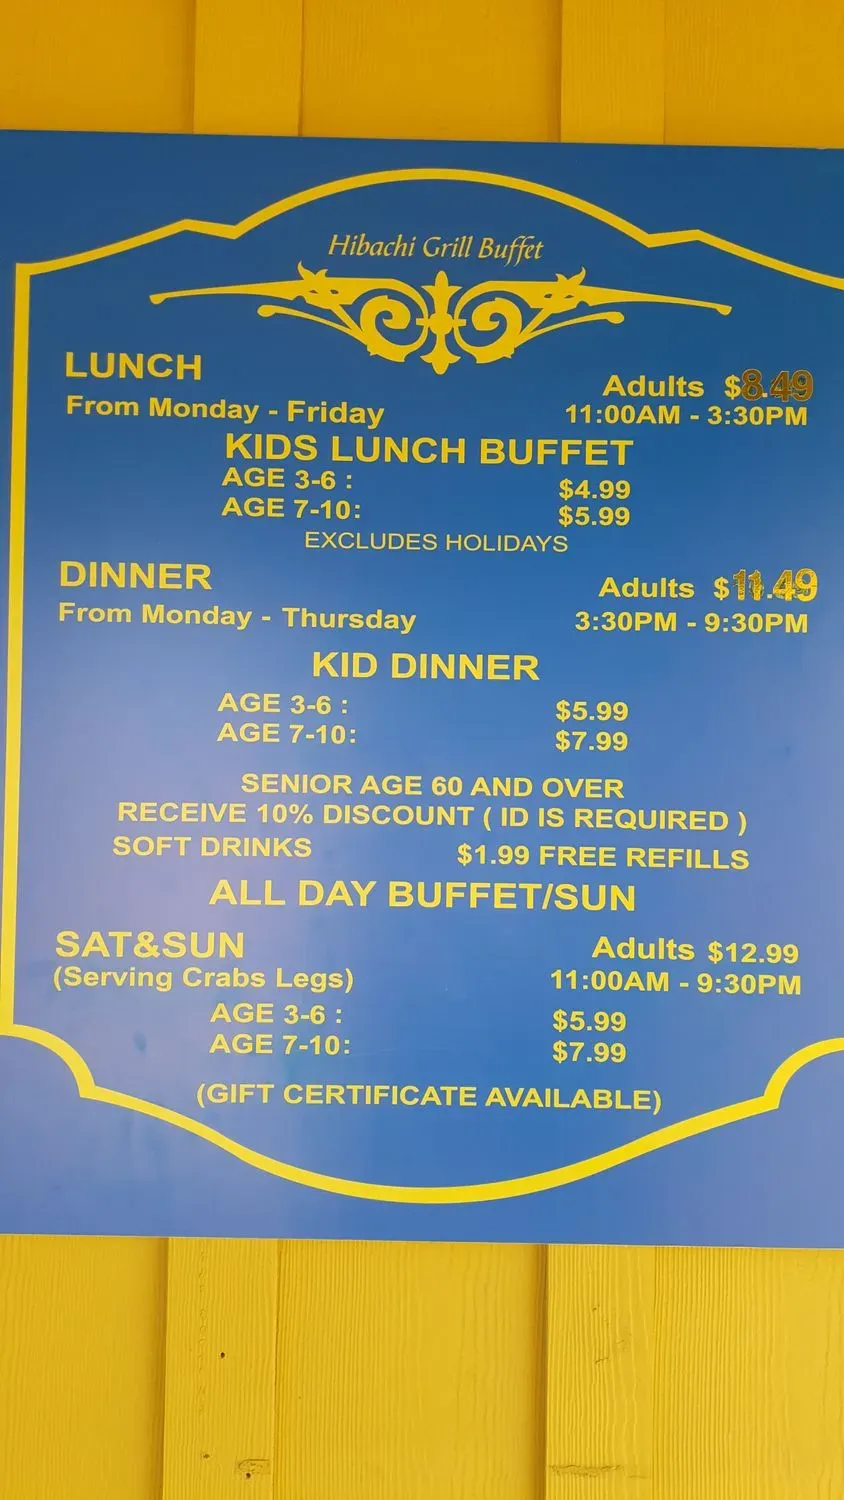 Hibachi Grill Buffet
LUNCH Adults $8.49
From Monday - Friday 11:00AM - 3:30PM
KIDS LUNCH BUFFET
AGE 3-6 : $4.99
AGE 7-10: $5.99
EXCLUDES HOLIDAYS
DINNER Adults $11.49
From Monday - Thursday 3:30PM - 9:30PM
KID DINNER
AGE 3-6 : $5.99
AGE 7-10: $7.99
SENIOR AGE 60 AND OVER
RECEIVE 10% DISCOUNT ( ID IS REQUIRED )
SOFT DRINKS $1.99 FREE REFILLS
ALL DAY BUFFET/SUN
SAT&SUN Adults $12.99
(Serving Crabs Legs) 11:00AM - 9:30PM
AGE 3-6 : $5.99
AGE 7-10: $7.99
(GIFT CERTIFICATE AVAILABLE)